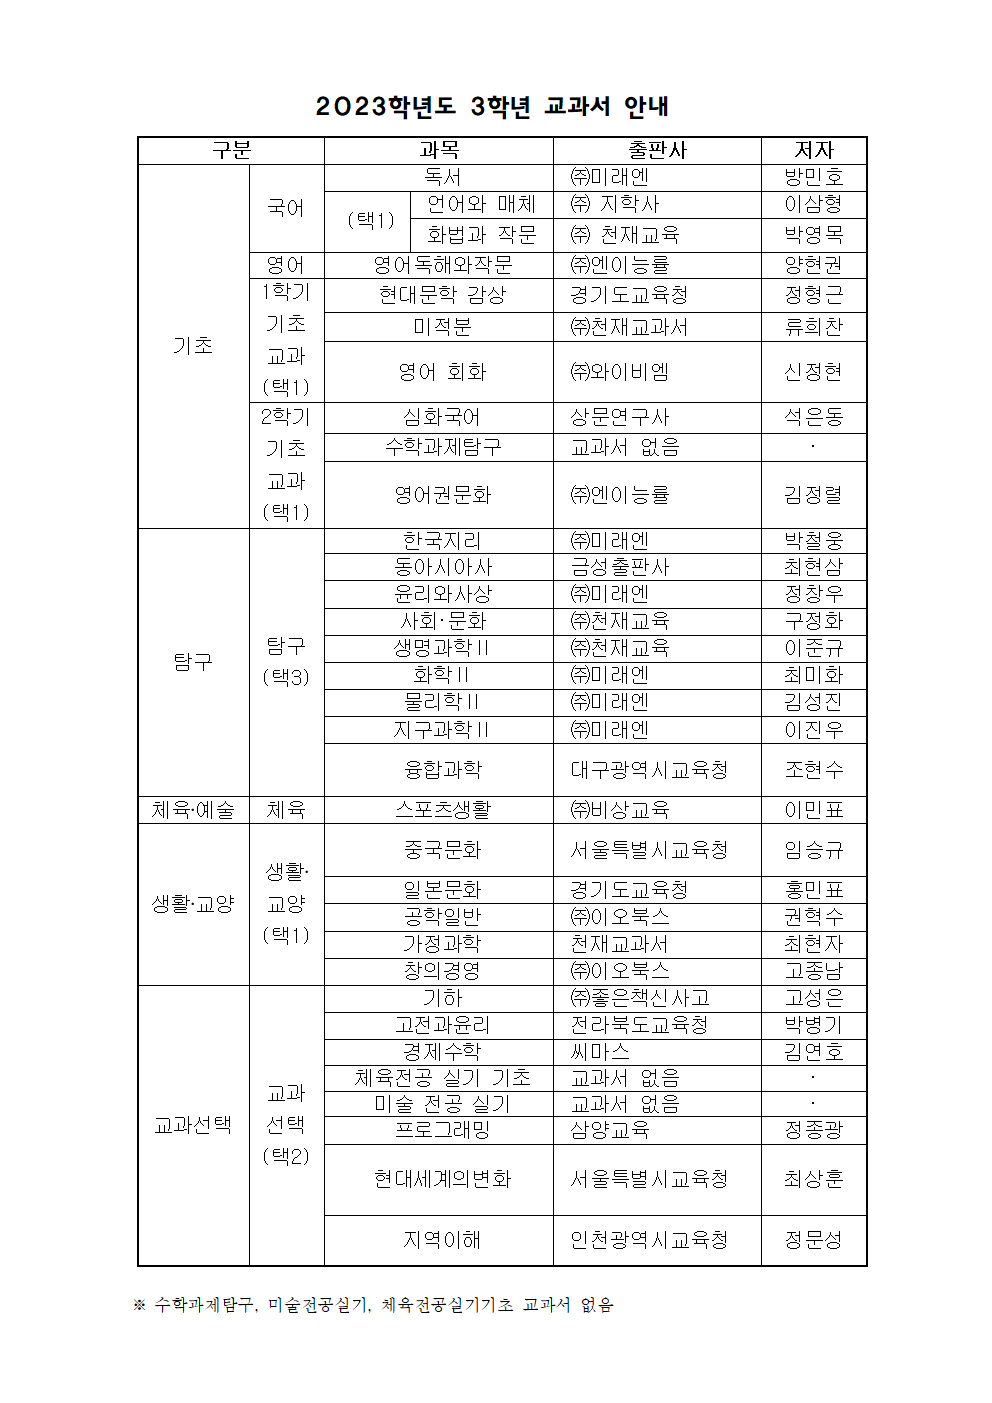 2023학년도 3학년 교과서 안내
구분 과목 출판사 저자
기초 국어 독서 ㈜미래엔 방민호
(택1) 언어와 매체 ㈜ 지학사 이삼형
화법과 작문 ㈜ 천재교육 박영목
영어 영어독해와작문 ㈜엔이능률 양현권
1학기 기초 교과 (택1) 현대문학 감상 경기도교육청 정형근
미적분 ㈜천재교과서 류희찬
영어 회화 ㈜와이비엠 신정현
2학기 기초 교과 (택1) 심화국어 상문연구사 석은동
수학과제탐구 교과서 없음 ·
영어권문화 ㈜엔이능률 김정렬
탐구 탐구 (택3) 한국지리 ㈜미래엔 박철웅
동아시아사 금성출판사 최현삼
윤리와사상 ㈜미래엔 정창우
사회·문화 ㈜천재교육 구정화
생명과학Ⅱ ㈜천재교육 이준규
화학Ⅱ ㈜미래엔 최미화
물리학Ⅱ ㈜미래엔 김성진
지구과학Ⅱ ㈜미래엔 이진우
융합과학 대구광역시교육청 조현수
체육·예술 체육 스포츠생활 ㈜비상교육 이민표
생활·교양 생활·교양 (택1) 중국문화 서울특별시교육청 임승규
일본문화 경기도교육청 홍민표
공학일반 ㈜이오북스 권혁수
가정과학 천재교과서 최현자
창의경영 ㈜이오북스 고종남
교과선택 교과 선택 (택2) 기하 ㈜좋은책신사고 고성은
고전과윤리 전라북도교육청 박병기
경제수학 씨마스 김연호
체육전공 실기 기초 교과서 없음 ·
미술 전공 실기 교과서 없음 ·
프로그래밍 삼양교육 정종광
현대세계의변화 서울특별시교육청 최상훈
지역이해 인천광역시교육청 정문성
※ 수학과제탐구, 미술전공실기, 체육전공실기기초 교과서 없음